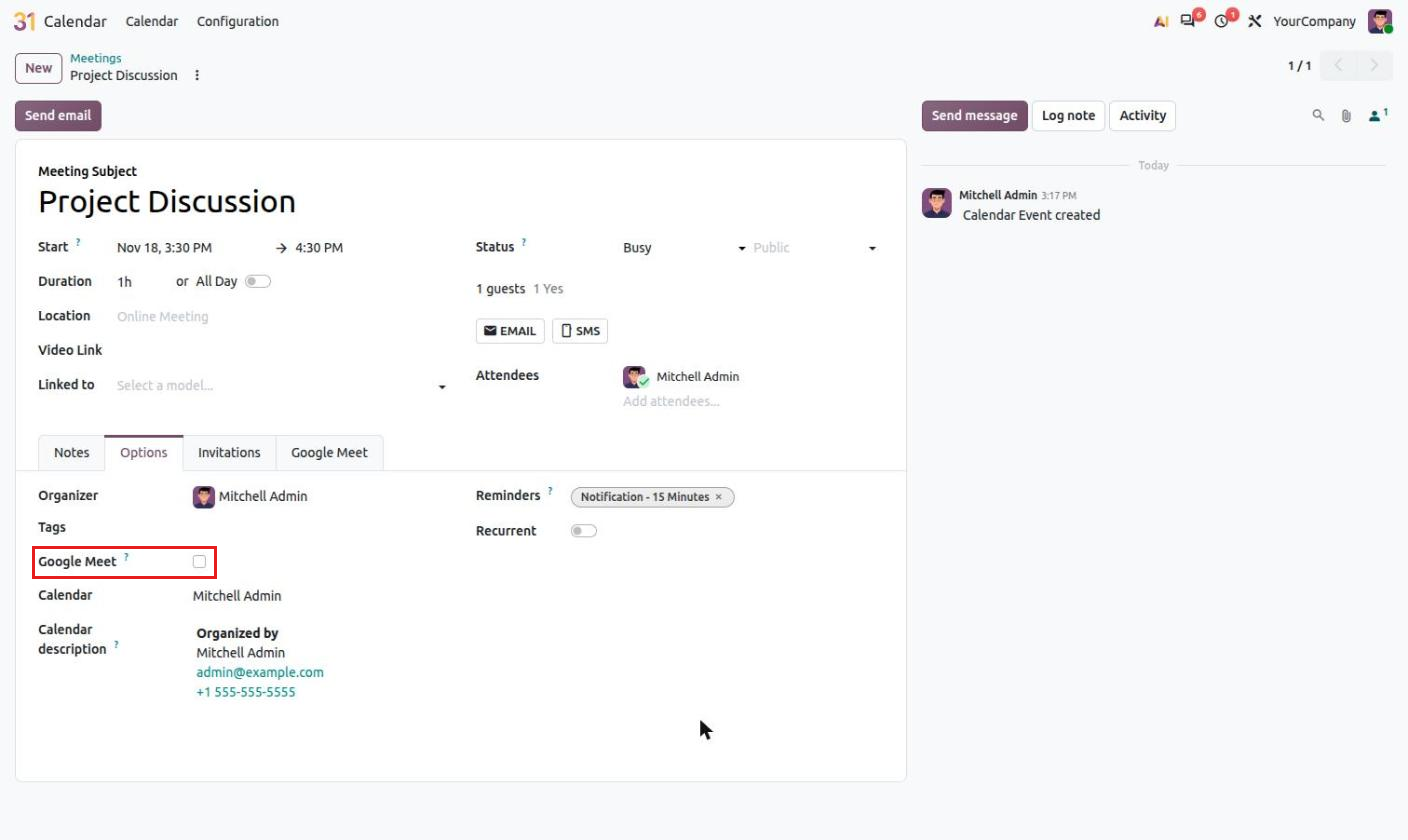 31 Calendar Calendar Configuration AI 6 1 YourCompany
New Meetings
Project Discussion
1 / 1
Send email
Send message Log note Activity 1
Meeting Subject
Project Discussion
Start ? Nov 18, 3:30 PM → 4:30 PM
Duration 1h or All Day
Location Online Meeting
Video Link
Linked to Select a model...
Status ? Busy Public
1 guests 1 Yes
EMAIL SMS
Attendees Mitchell Admin
Add attendees...
Notes Options Invitations Google Meet
Organizer Mitchell Admin
Tags
Google Meet ?
Calendar Mitchell Admin
Calendar
description ?
Organized by
Mitchell Admin
admin@example.com
+1 555-555-5555
Reminders ? Notification - 15 Minutes ×
Recurrent
Today
Mitchell Admin 3:17 PM
Calendar Event created